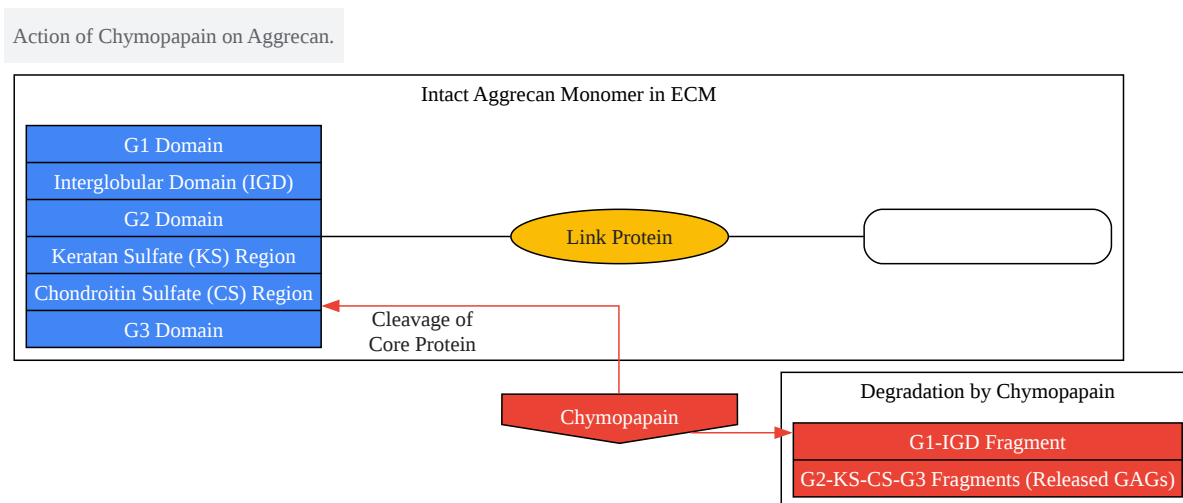 Action of Chymopapain on Aggrecan.
Intact Aggrecan Monomer in ECM
G1 Domain
Interglobular Domain (IGD)
G2 Domain
Keratan Sulfate (KS) Region
Chondroitin Sulfate (CS) Region
G3 Domain
Link Protein
Cleavage of
Core Protein
Chymopapain
Degradation by Chymopapain
G1-IGD Fragment
G2-KS-CS-G3 Fragments (Released GAGs)